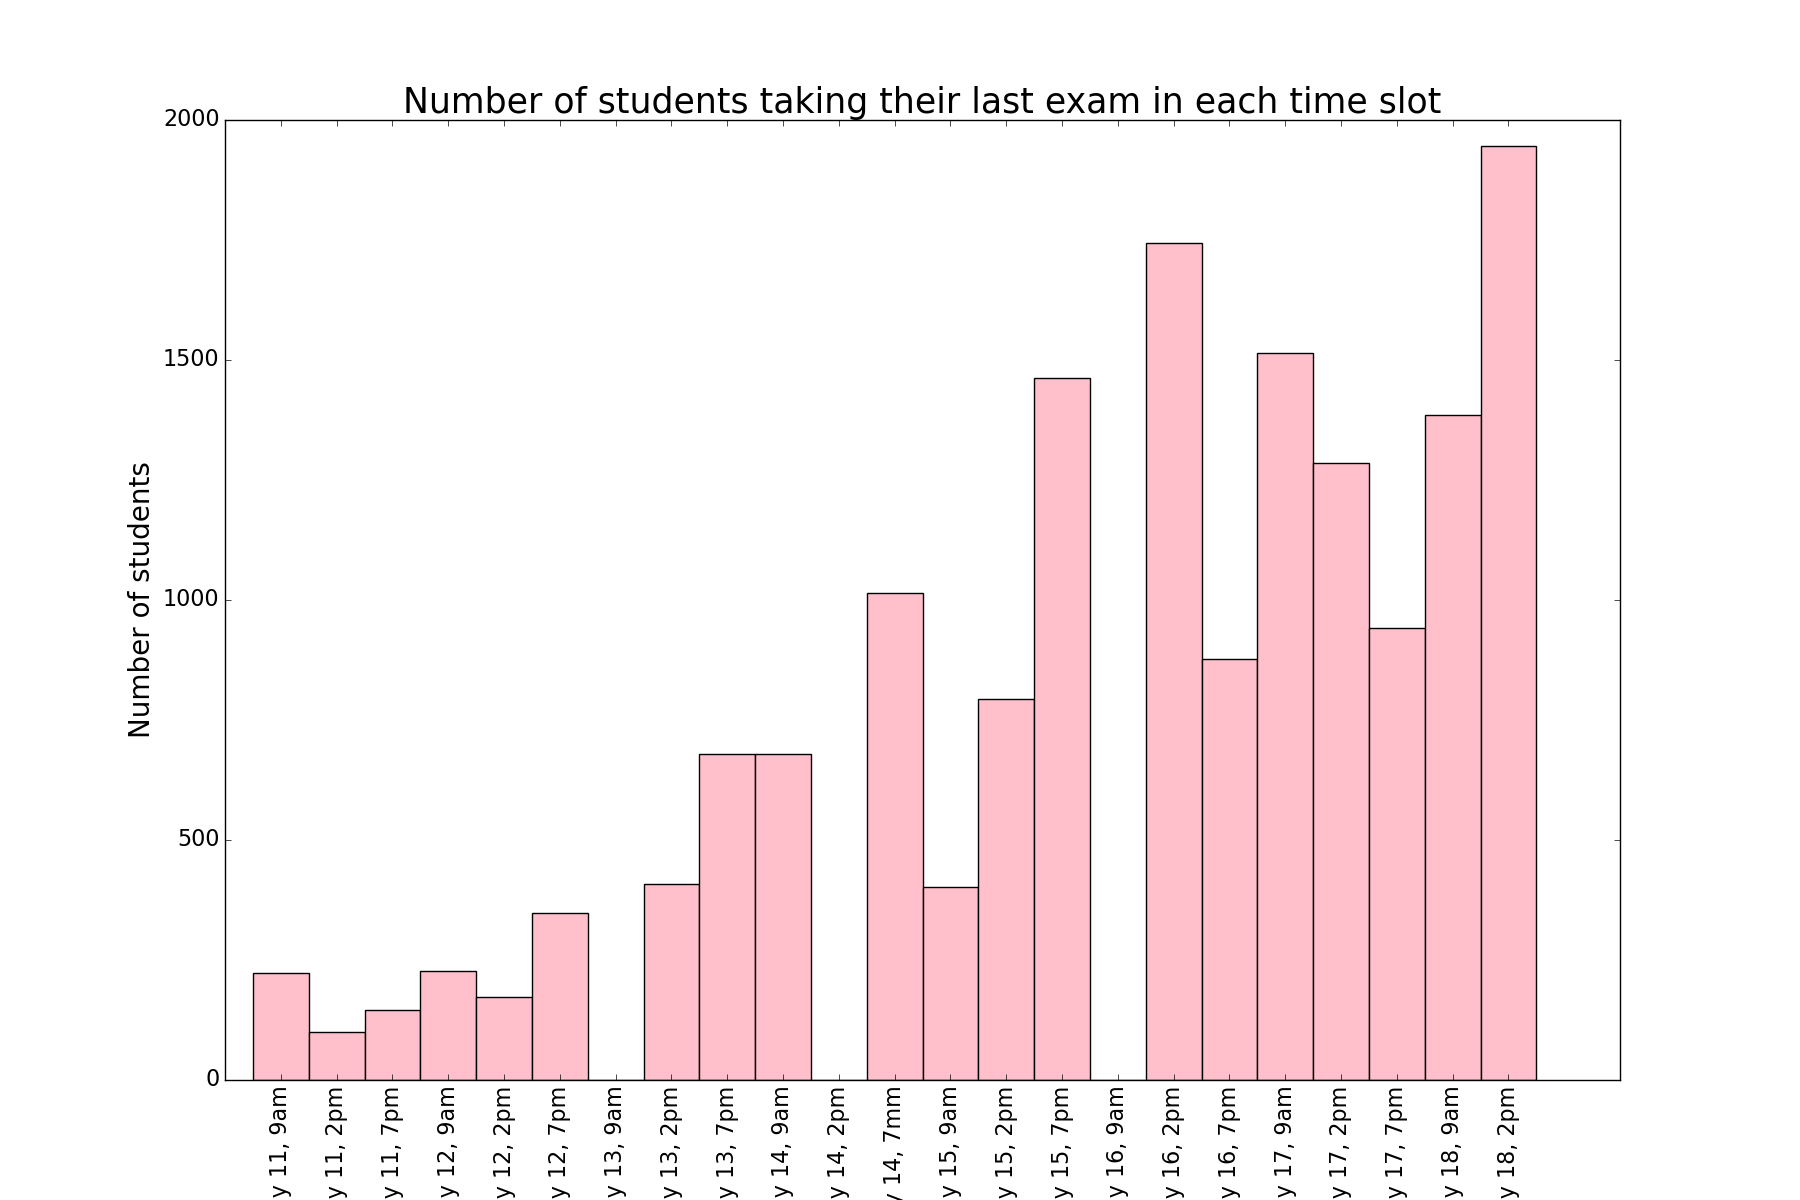 Number of students taking their last exam in each time slot
Number of students
2000
1500
1000
500
0
y 11, 9am
y 11, 2pm
y 11, 7pm
y 12, 9am
y 12, 2pm
y 12, 7pm
y 13, 9am
y 13, 2pm
y 13, 7pm
y 14, 9am
y 14, 2pm
y 14, 7mm
y 15, 9am
y 15, 2pm
y 15, 7pm
y 16, 9am
y 16, 2pm
y 16, 7pm
y 17, 9am
y 17, 2pm
y 17, 7pm
y 18, 9am
y 18, 2pm